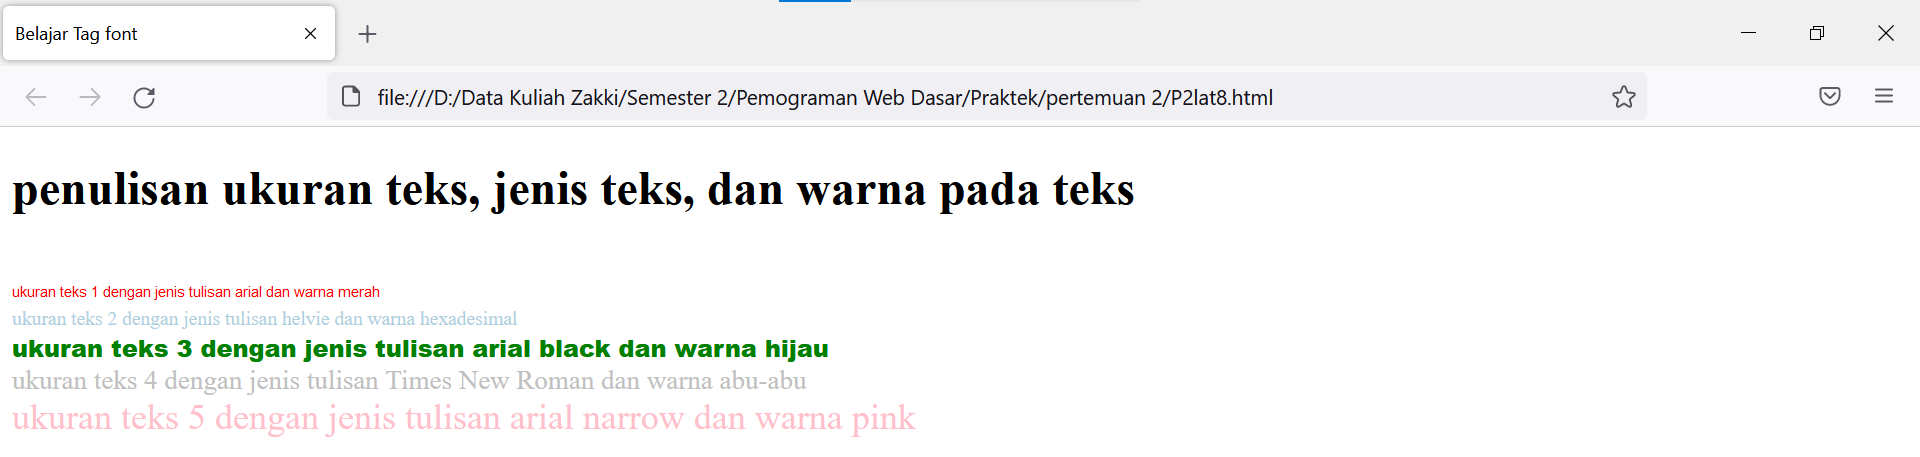 Belajar Tag font
file:///D:/Data Kuliah Zakki/Semester 2/Pemograman Web Dasar/Praktek/pertemuan 2/P2lat8.html
penulisan ukuran teks, jenis teks, dan warna pada teks
ukuran teks 1 dengan jenis tulisan arial dan warna merah
ukuran teks 2 dengan jenis tulisan helvie dan warna hexadesimal
ukuran teks 3 dengan jenis tulisan arial black dan warna hijau
ukuran teks 4 dengan jenis tulisan Times New Roman dan warna abu-abu
ukuran teks 5 dengan jenis tulisan arial narrow dan warna pink